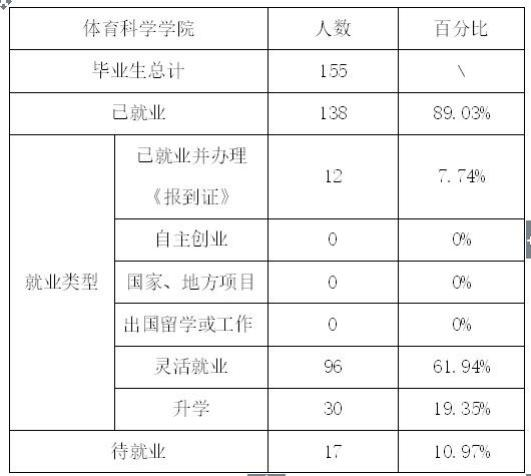 体育科学学院 人数 百分比
毕业生总计 155 \
已就业 138 89.03%
就业类型
已就业并办理
《报到证》 12 7.74%
自主创业 0 0%
国家、地方项目 0 0%
出国留学或工作 0 0%
灵活就业 96 61.94%
升学 30 19.35%
待就业 17 10.97%